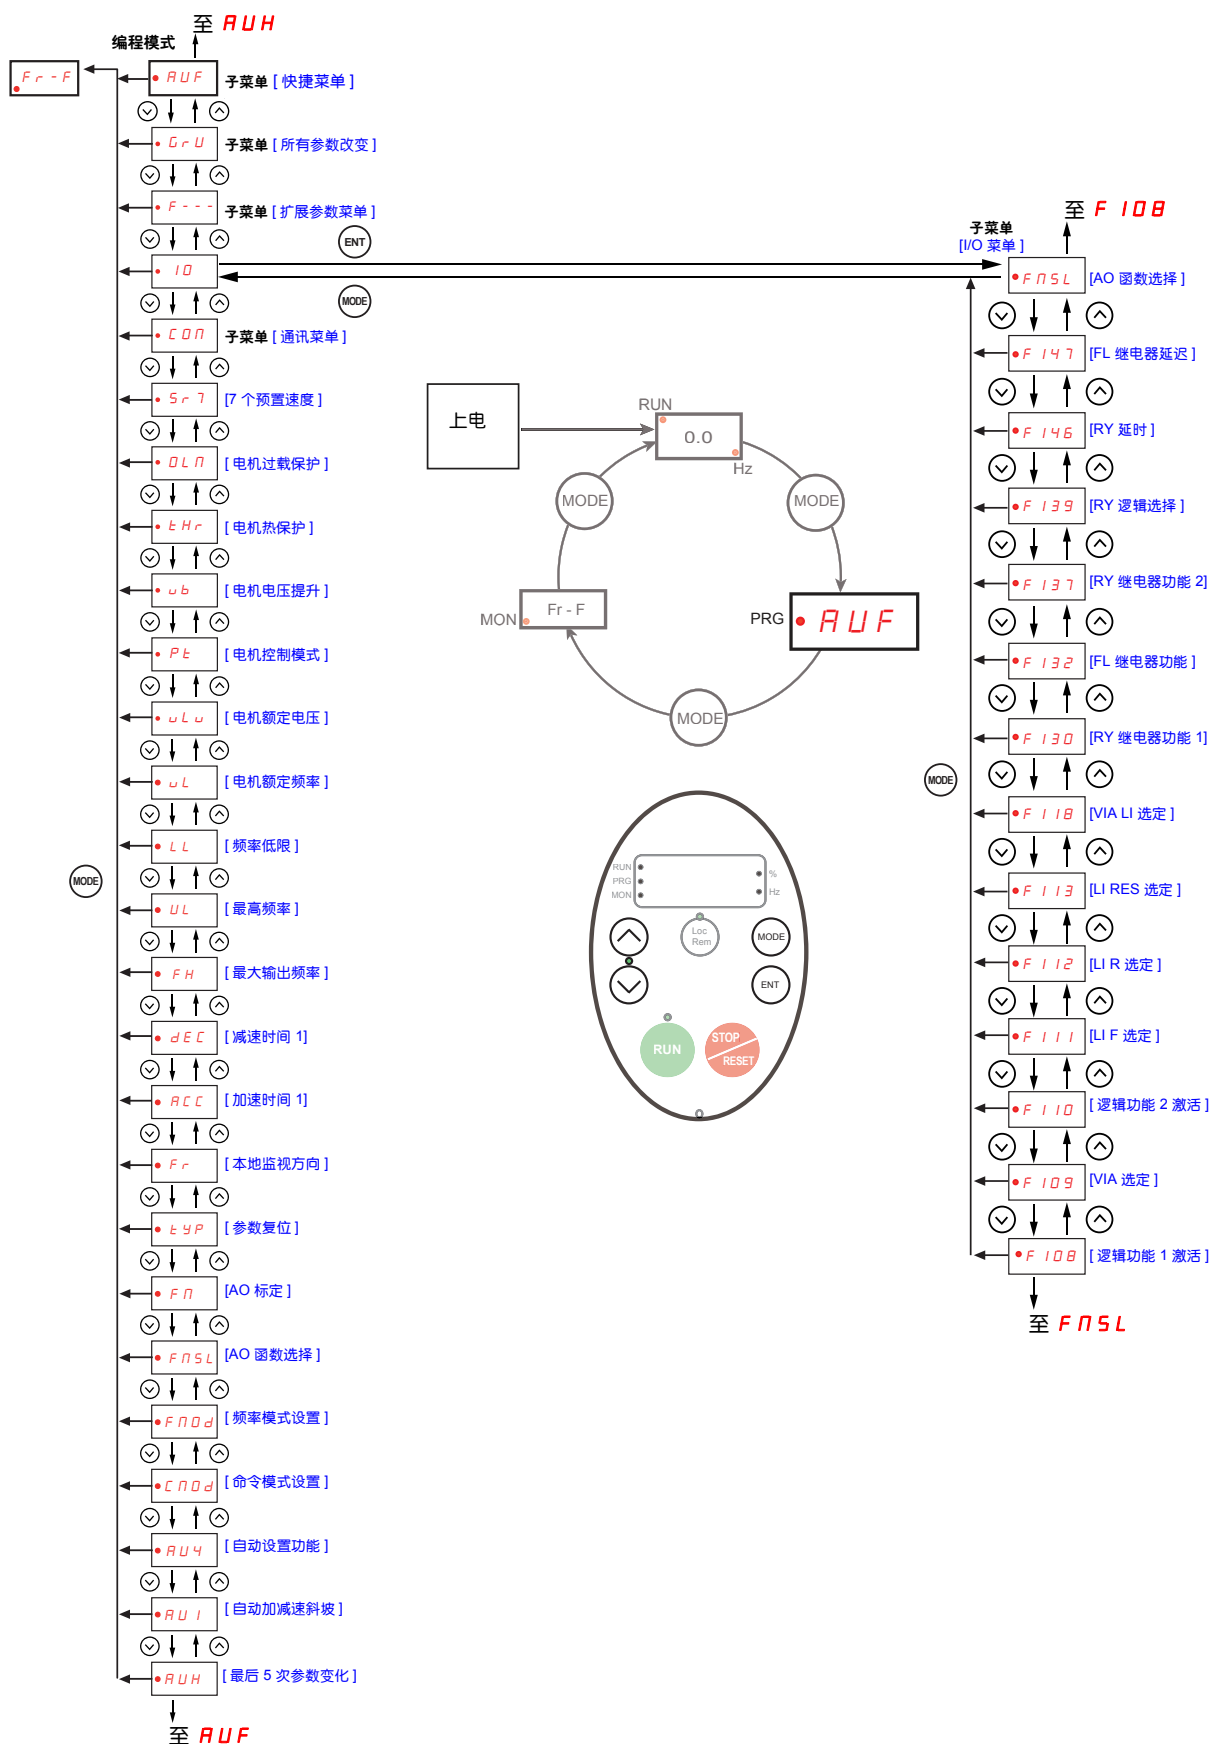 至 AUH
编程模式
Fr - F
AUF 子菜单 [ 快捷菜单 ]
GrU 子菜单 [ 所有参数改变 ]
F - - - 子菜单 [ 扩展参数菜单 ]
ENT
IO
MODE
CON 子菜单 [ 通讯菜单 ]
Sr7 [7 个预置速度 ]
OLN [ 电机过载保护 ]
tHr [ 电机热保护 ]
ub [ 电机电压提升 ]
Pt [ 电机控制模式 ]
uLu [ 电机额定电压 ]
uL [ 电机额定频率 ]
LL [ 频率低限 ]
MODE
UL [ 最高频率 ]
FH [ 最大输出频率 ]
dEC [ 减速时间 1]
ACC [ 加速时间 1]
Fr [ 本地监视方向 ]
tYP [ 参数复位 ]
FN [AO 标定 ]
FNSL [AO 函数选择 ]
FNOd [ 频率模式设置 ]
CNOd [ 命令模式设置 ]
AU4 [ 自动设置功能 ]
AU1 [ 自动加减速斜坡 ]
AUH [ 最后 5 次参数变化 ]
至 AUF
上电
RUN
0.0
Hz
MODE
MODE
Fr - F
MON
PRG
AUF
MODE
RUN
PRG
MON
%
Hz
Loc
Rem
MODE
ENT
RUN
STOP
RESET
至 F108
子菜单
[I/O 菜单 ]
FNSL [AO 函数选择 ]
F147 [FL 继电器延迟 ]
F146 [RY 延时 ]
F139 [RY 逻辑选择 ]
F137 [RY 继电器功能 2]
F132 [FL 继电器功能 ]
F130 [RY 继电器功能 1]
MODE
F118 [VIA LI 选定 ]
F113 [LI RES 选定 ]
F112 [LI R 选定 ]
F111 [LI F 选定 ]
F110 [ 逻辑功能 2 激活 ]
F109 [VIA 选定 ]
F108 [ 逻辑功能 1 激活 ]
至 FNSL